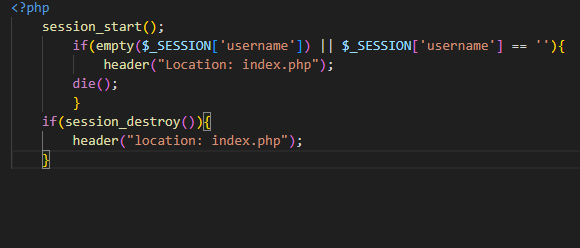 <?php
    session_start();
        if(empty($_SESSION['username']) || $_SESSION['username'] == ''){
            header("Location: index.php");
        die();
        }
    if(session_destroy()){
        header("location: index.php");
    }